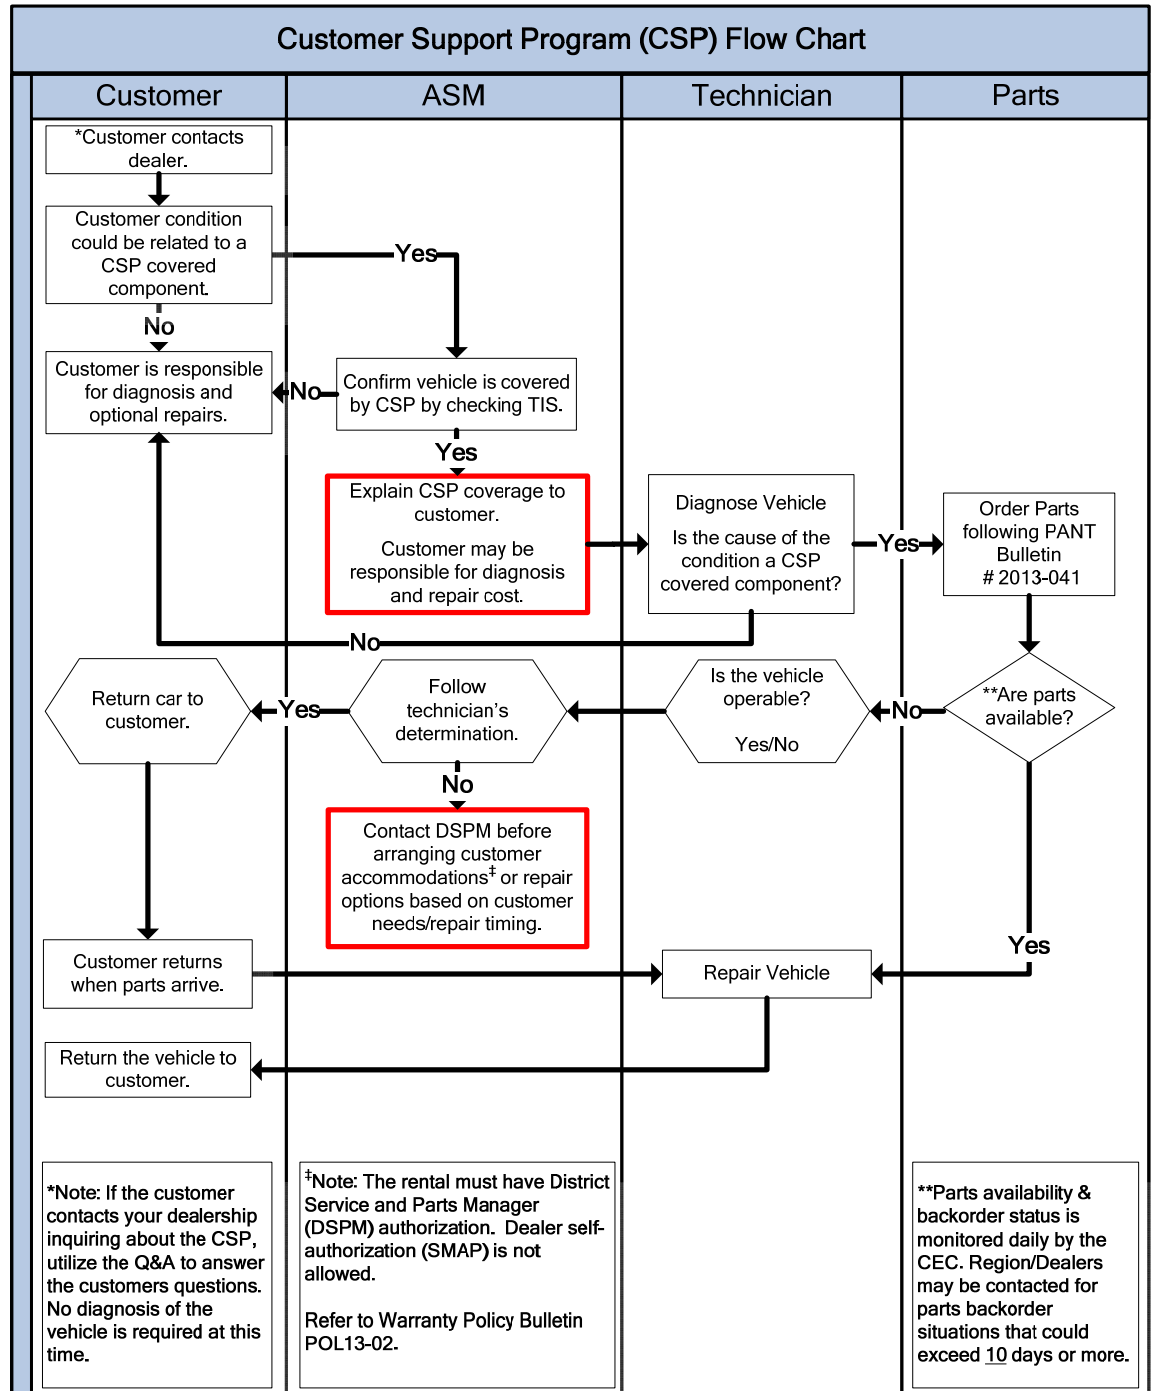 Customer Support Program (CSP) Flow Chart
Customer
ASM
Technician
Parts
*Customer contacts
dealer.
Customer condition
could be related to a
CSP covered
component.
Yes
No
Customer is responsible
for diagnosis and
optional repairs.
No
Confirm vehicle is covered
by CSP by checking TIS.
Yes
Explain CSP coverage to
customer.
Customer may be
responsible for diagnosis
and repair cost.
Diagnose Vehicle
Is the cause of the
condition a CSP
covered component?
Yes
Order Parts
following PANT
Bulletin
# 2013-041
No
Return car to
customer.
Yes
Follow
technician's
determination.
Is the vehicle
operable?
Yes/No
No
**Are parts
available?
No
Contact DSPM before
arranging customer
accommodations‡ or repair
options based on customer
needs/repair timing.
Yes
Customer returns
when parts arrive.
Repair Vehicle
Return the vehicle to
customer.
*Note: If the customer
contacts your dealership
inquiring about the CSP,
utilize the Q&A to answer
the customers questions.
No diagnosis of the
vehicle is required at this
time.
‡Note: The rental must have District
Service and Parts Manager
(DSPM) authorization.  Dealer self-
authorization (SMAP) is not
allowed.
Refer to Warranty Policy Bulletin
POL13-02.
**Parts availability &
backorder status is
monitored daily by the
CEC. Region/Dealers
may be contacted for
parts backorder
situations that could
exceed 10 days or more.